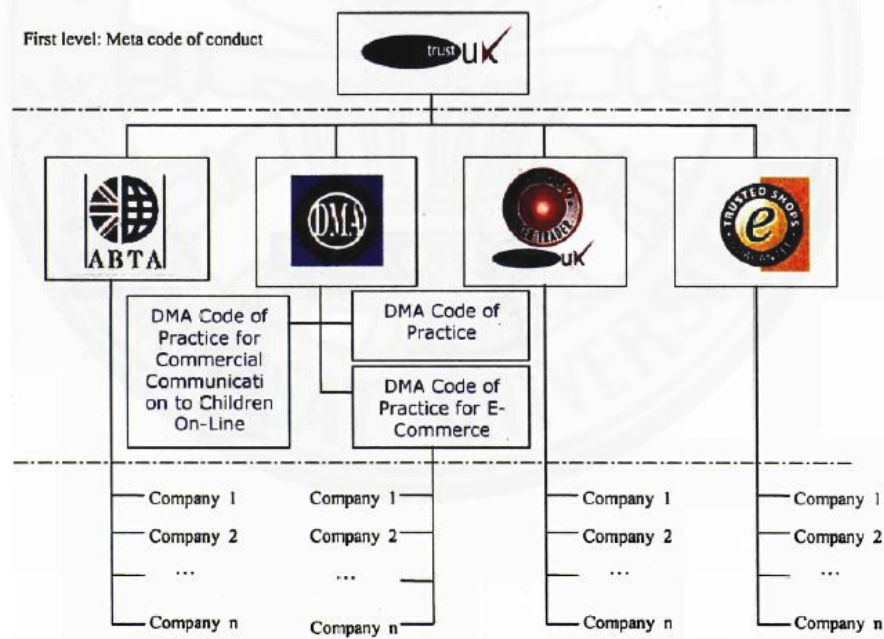 First level: Meta code of conduct
trust uk
ABTA
DMA
uk
TRUSTED SHOPS
e
GUARANTEE
DMA Code of
Practice for
Commercial
Communicati
on to Children
On-Line
DMA Code of
Practice
DMA Code of
Practice for E-
Commerce
Company 1
Company 2
...
Company n
Company 1
Company 2
...
Company n
Company 1
Company 2
...
Company n
Company 1
Company 2
...
Company n